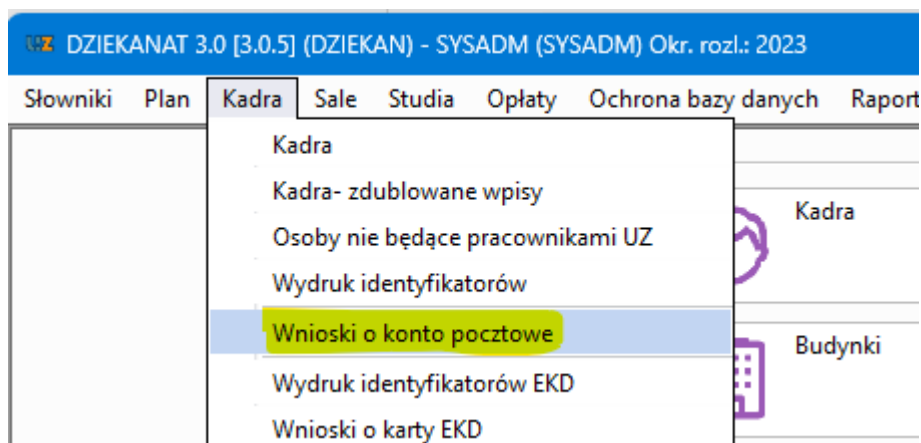 UZ DZIEKANAT 3.0 [3.0.5] (DZIEKAN) - SYSADM (SYSADM) Okr. rozl.: 2023
Słowniki Plan Kadra Sale Studia Opłaty Ochrona bazy danych Raport
Kadra
Kadra- zdublowane wpisy
Osoby nie będące pracownikami UZ
Wydruk identyfikatorów
Wnioski o konto pocztowe
Wydruk identyfikatorów EKD
Wnioski o karty EKD
Kadra
Budynki